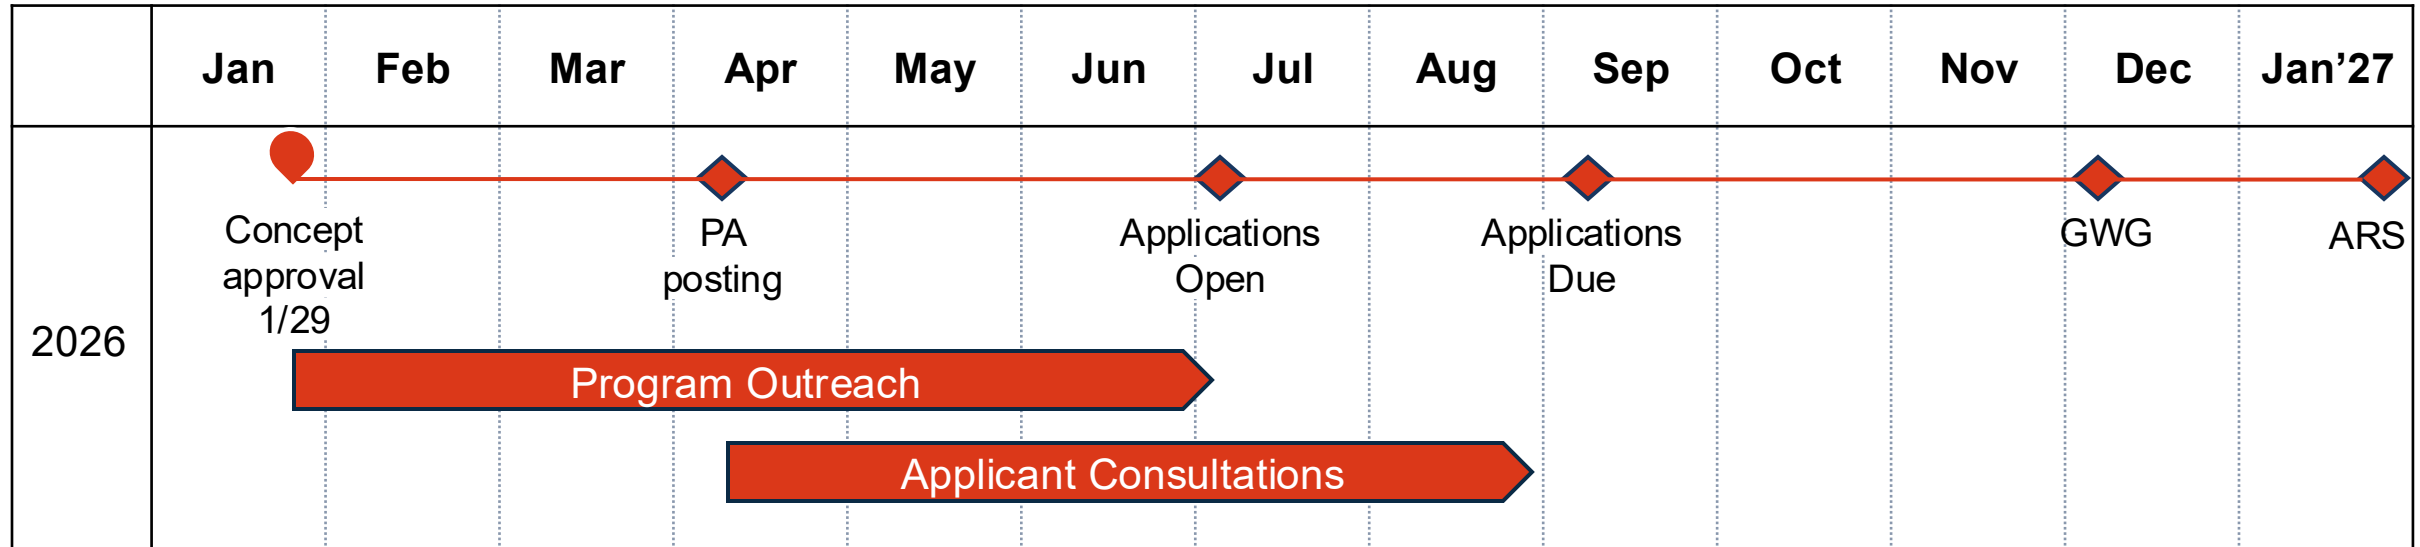 Jan Feb Mar Apr May Jun Jul Aug Sep Oct Nov Dec Jan’27
2026
Concept
approval
1/29
PA
posting
Applications
Open
Applications
Due
GWG
ARS
Program Outreach
Applicant Consultations